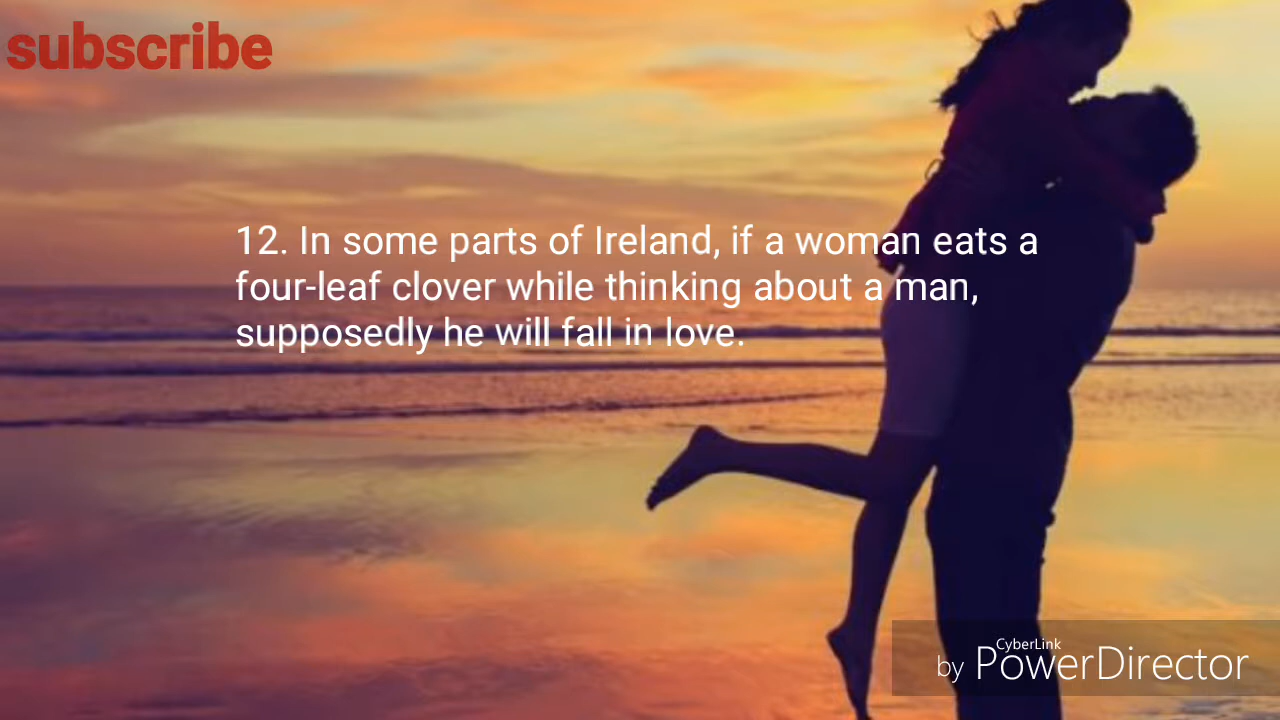 subscribe
12. In some parts of Ireland, if a woman eats a
four-leaf clover while thinking about a man,
supposedly he will fall in love.
CyberLink
by PowerDirector